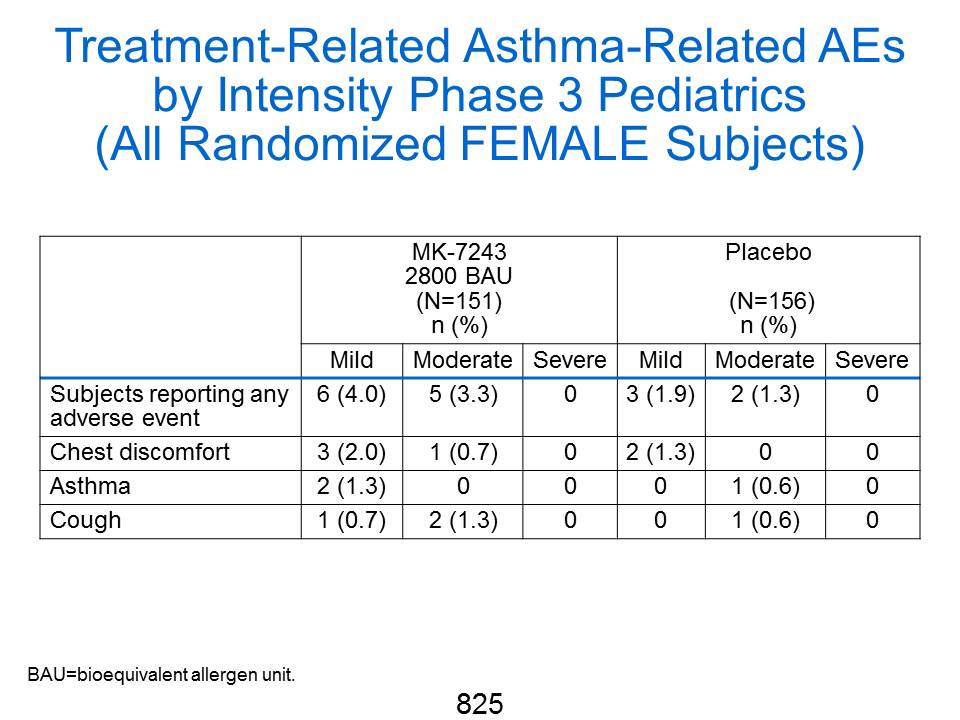 Treatment-Related Asthma-Related AEs
by Intensity Phase 3 Pediatrics
(All Randomized FEMALE Subjects)
MK-7243 Placebo
2800 BAU
(N=151) (N=156)
n (%) n (%)
Mild Moderate Severe Mild Moderate Severe
Subjects reporting any 6 (4.0) 5 (3.3) 0 3 (1.9) 2 (1.3) 0
adverse event
Chest discomfort 3 (2.0) 1 (0.7) 0 2 (1.3) 0 0
Asthma 2 (1.3) 0 0 0 1 (0.6) 0
Cough 1 (0.7) 2 (1.3) 0 0 1 (0.6) 0
BAU=bioequivalent allergen unit.
825